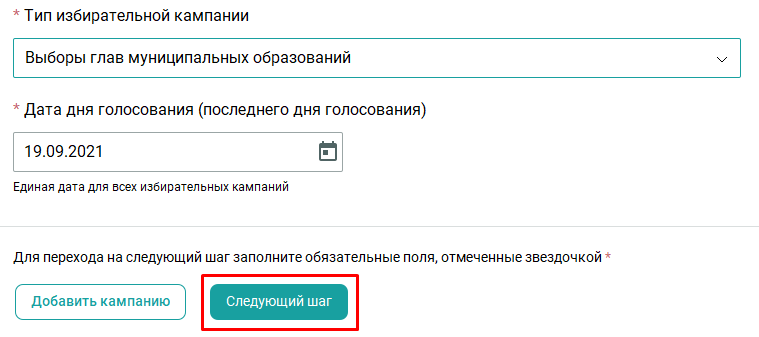 * Тип избирательной кампании
Выборы глав муниципальных образований
* Дата дня голосования (последнего дня голосования)
19.09.2021
Единая дата для всех избирательных кампаний
Для перехода на следующий шаг заполните обязательные поля, отмеченные звездочкой *
Добавить кампанию
Следующий шаг